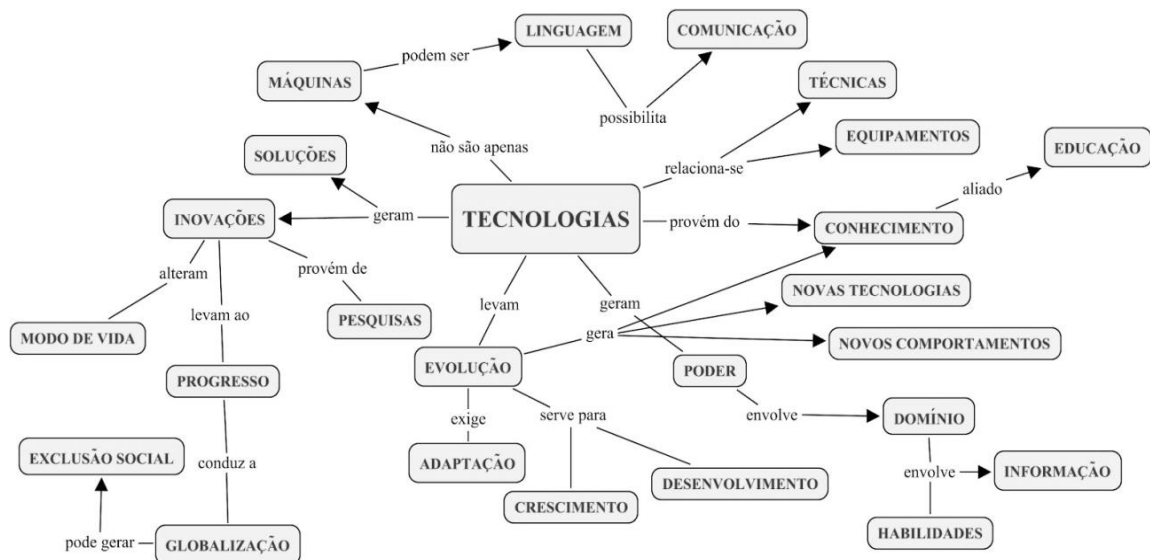 LINGUAGEM
COMUNICAÇÃO
podem ser
MÁQUINAS
TÉCNICAS
possibilita
não são apenas
EQUIPAMENTOS
SOLUÇÕES
EDUCAÇÃO
relaciona-se
aliado
INOVAÇÕES
geram
TECNOLOGIAS
provém do
CONHECIMENTO
alteram
provém de
NOVAS TECNOLOGIAS
levam
geram
levam ao
PESQUISAS
gera
MODO DE VIDA
NOVOS COMPORTAMENTOS
EVOLUÇÃO
PODER
PROGRESSO
exige
serve para
envolve
DOMÍNIO
EXCLUSÃO SOCIAL
conduz a
ADAPTAÇÃO
envolve
INFORMAÇÃO
DESENVOLVIMENTO
CRESCIMENTO
HABILIDADES
pode gerar
GLOBALIZAÇÃO